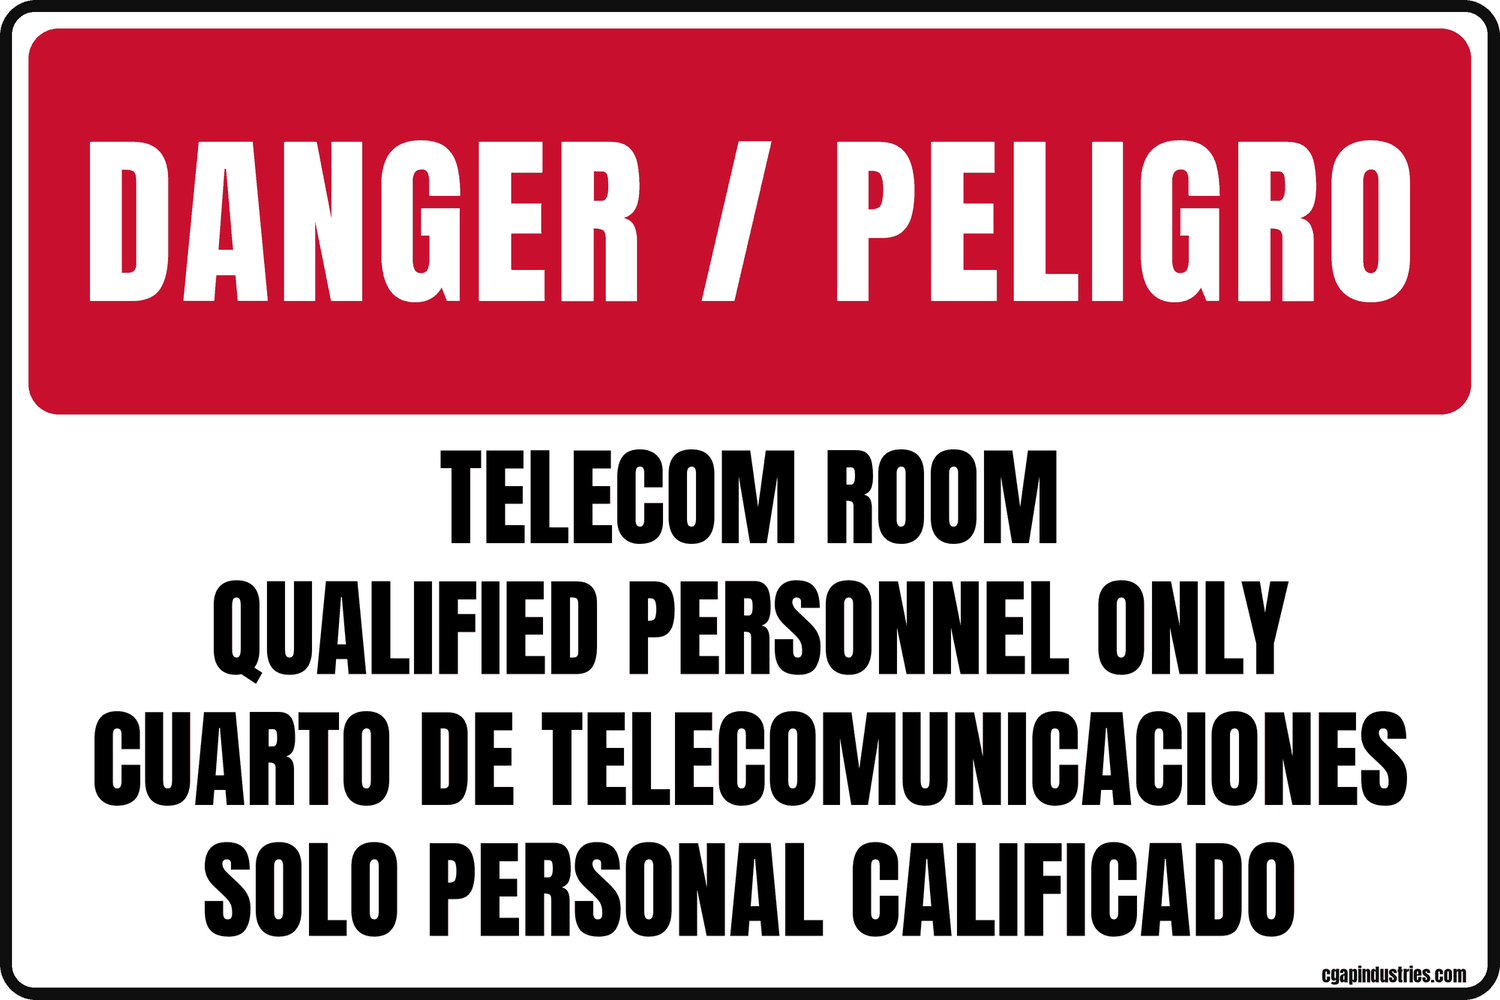 DANGER / PELIGRO
TELECOM ROOM
QUALIFIED PERSONNEL ONLY
CUARTO DE TELECOMUNICACIONES
SOLO PERSONAL CALIFICADO
cgapindustries.com